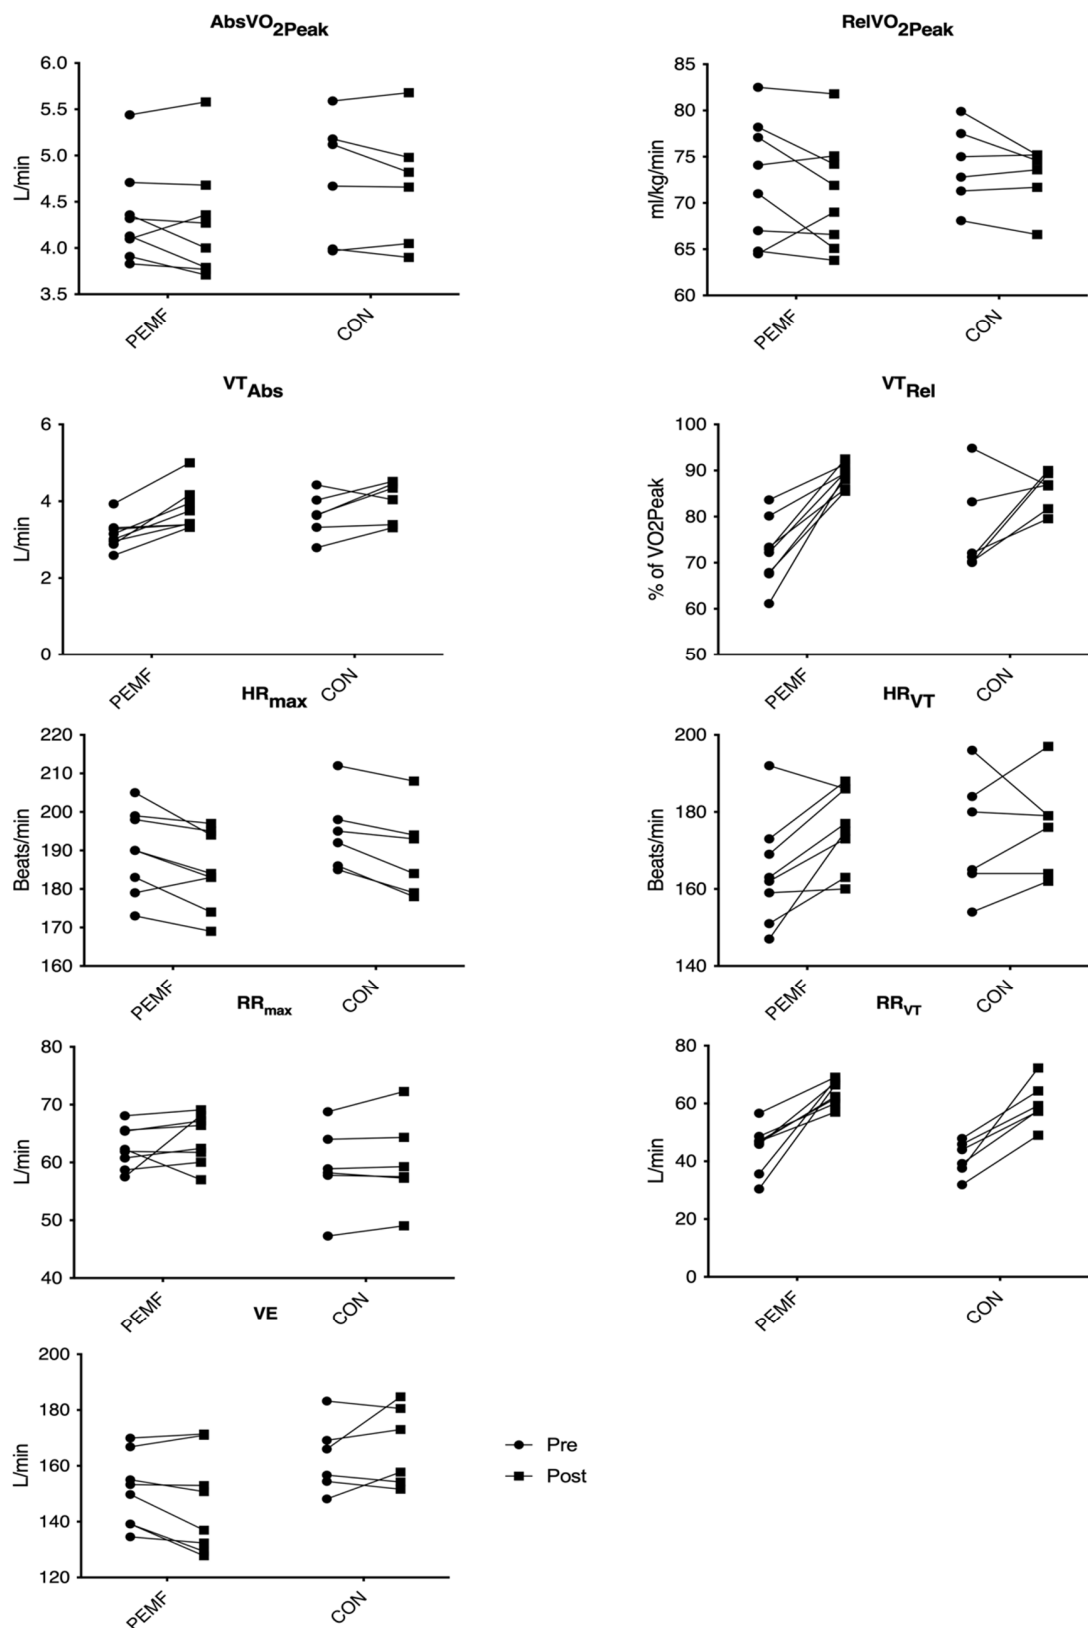 AbsVO2Peak
6.0
5.5
5.0
4.5
4.0
3.5
L/min
PEMF
CON
RelVO2Peak
85
80
75
70
65
60
ml/kg/min
PEMF
CON
VTAbs
6
4
2
0
L/min
PEMF
CON
VTRel
100
90
80
70
60
50
% of VO2Peak
PEMF
CON
HRmax
220
210
200
190
180
170
160
Beats/min
PEMF
CON
HRVT
200
180
160
140
Beats/min
PEMF
CON
RRmax
80
70
60
50
40
L/min
PEMF
CON
RRVT
80
60
40
20
0
L/min
PEMF
CON
VE
200
180
160
140
120
L/min
PEMF
CON
Pre
Post